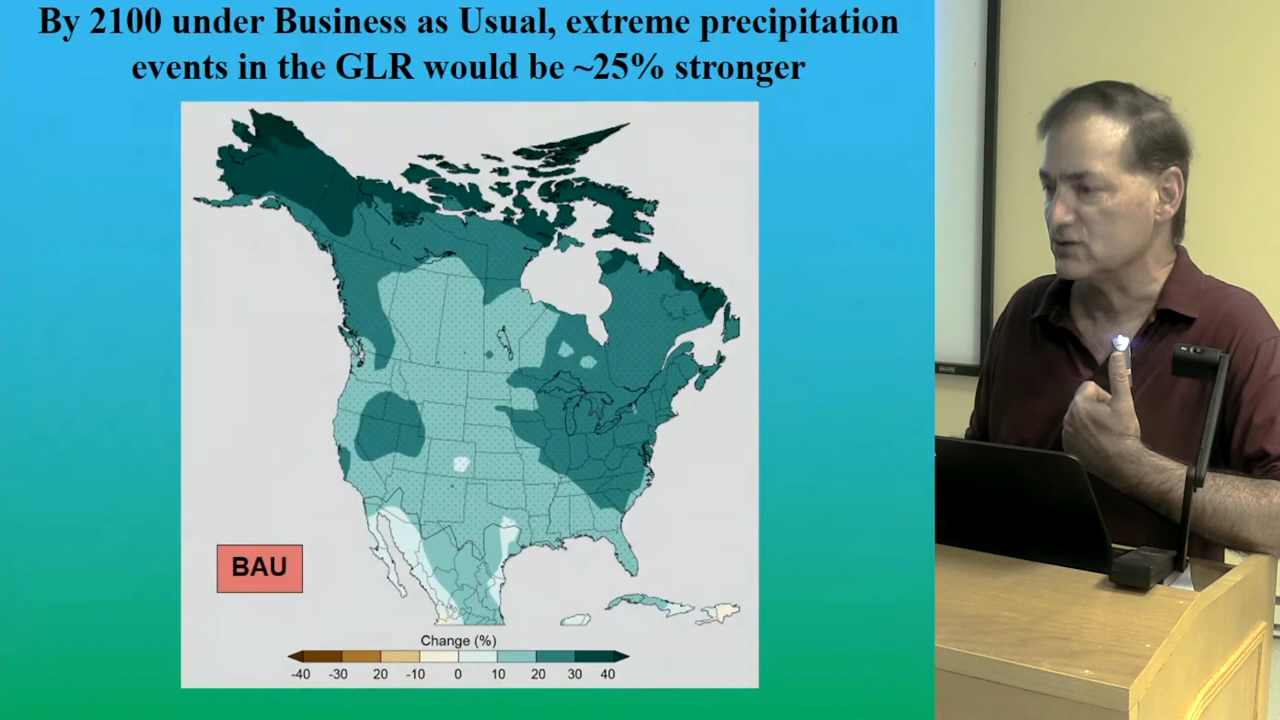 By 2100 under Business as Usual, extreme precipitation
events in the GLR would be ~25% stronger
BAU
Change (%)
-40 -30 20 -10 0 10 20 30 40